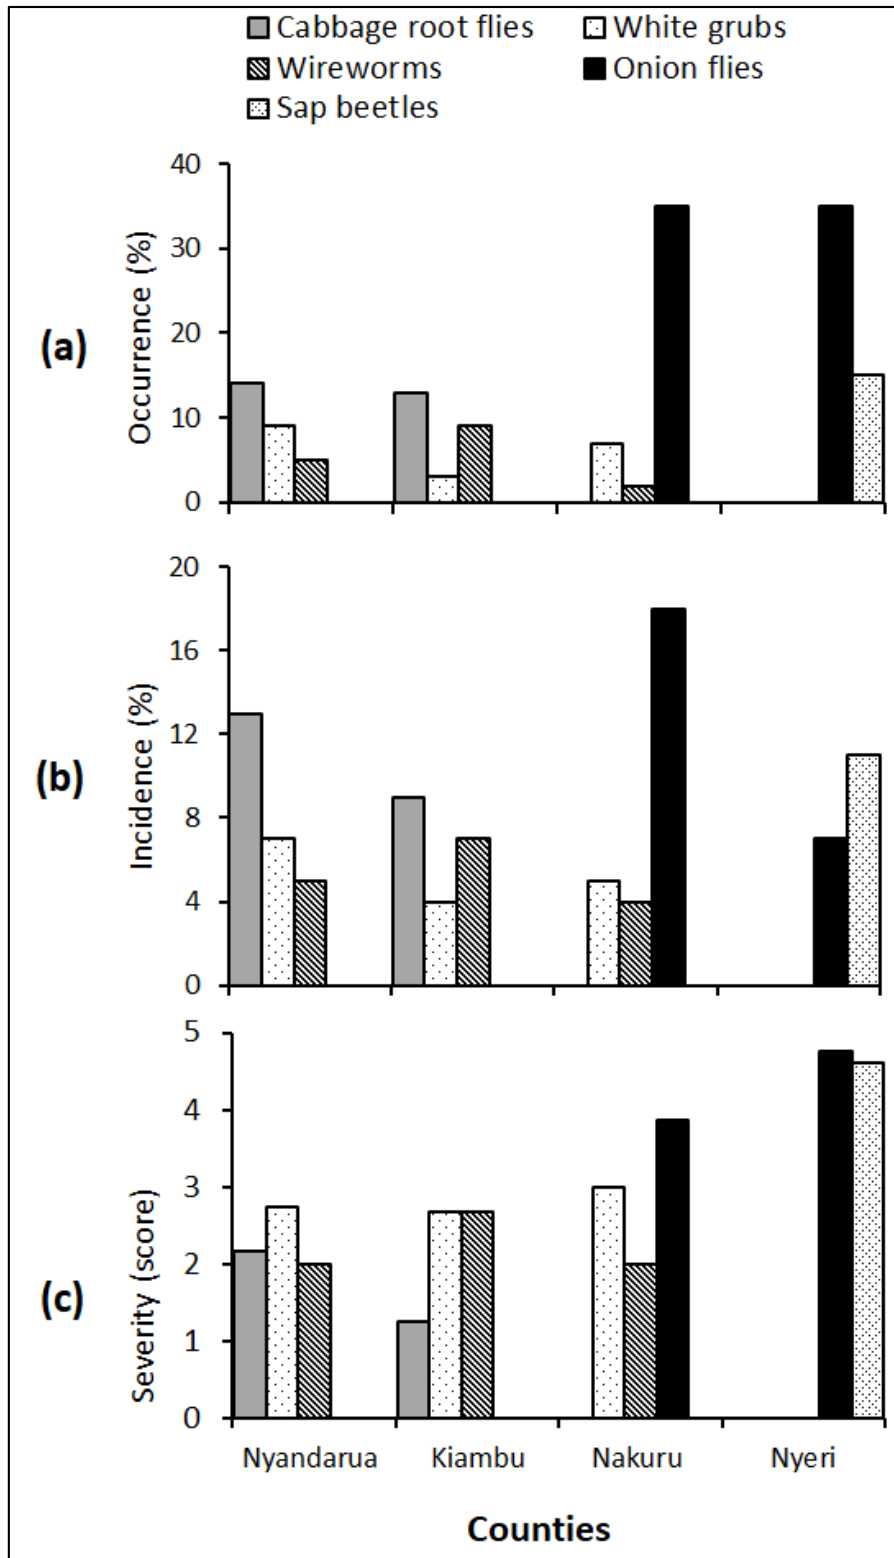 Cabbage root flies White grubs
Wireworms Onion flies
Sap beetles
(a)
Occurrence (%)
40
30
20
10
0
(b)
Incidence (%)
20
16
12
8
4
0
(c)
Severity (score)
5
4
3
2
1
0
Nyandarua Kiambu Nakuru Nyeri
Counties